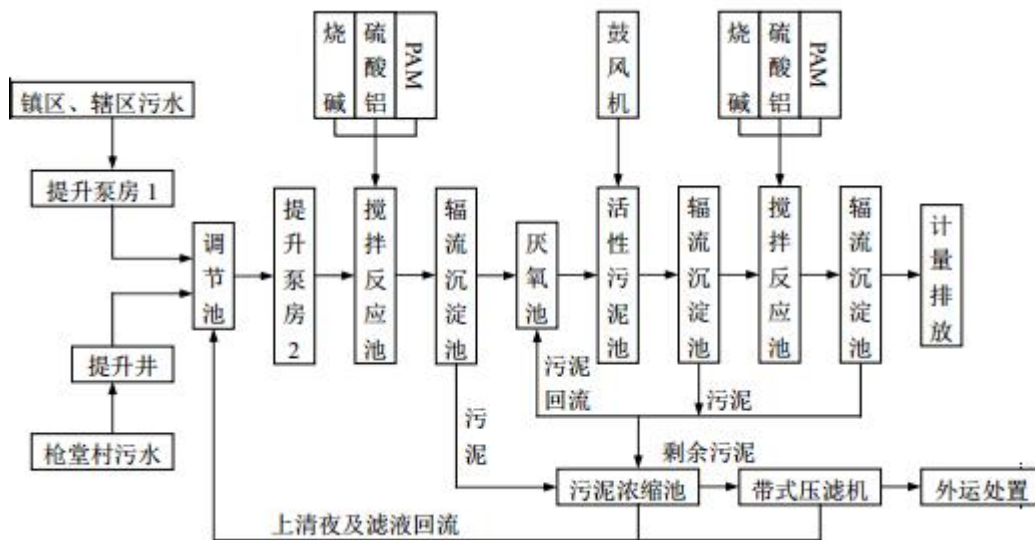 烧碱
硫酸铝
PAM
鼓风机
烧碱
硫酸铝
PAM
镇区、辖区污水
提升泵房1
调节池
提升泵房2
搅拌反应池
辐流沉淀池
厌氧池
活性污泥池
辐流沉淀池
搅拌反应池
辐流沉淀池
计量排放
提升井
枪堂村污水
污泥
污泥
回流
污泥
剩余污泥
污泥浓缩池
带式压滤机
外运处置
上清夜及滤液回流